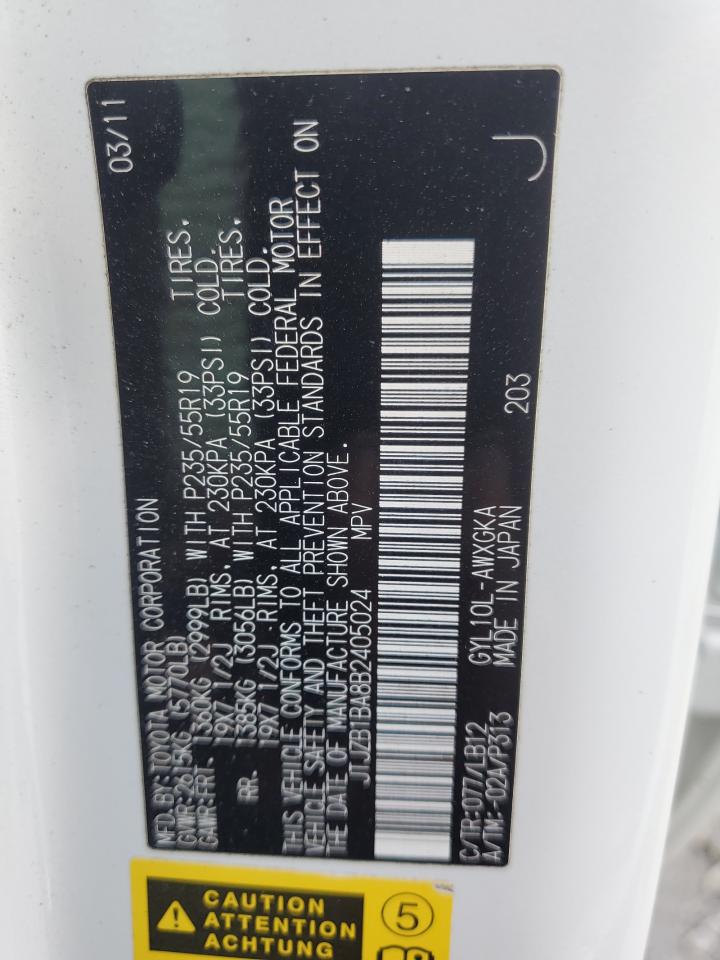 MFD.BY:TOYOTA MOTOR CORPORATION 03/11
GVWR:2615KG (5770LB)
GAWR:FRT 1360KG (2999LB) WITH P235/55R19 TIRES.
19X7 1/2J RIMS, AT 230KPA (33PSI) COLD.
RR. 1385KG (3056LB) WITH P235/55R19 TIRES.
19X7 1/2J RIMS, AT 230KPA (33PSI) COLD.
THIS VEHICLE CONFORMS TO ALL APPLICABLE FEDERAL MOTOR
VEHICLE SAFETY AND THEFT PREVENTION STANDARDS IN EFFECT ON
THE DATE OF MANUFACTURE SHOWN ABOVE.
JTJZB1BA8B2405024 MPV
C/TR:077/LB12 GYL10L-AWXGKA
A/TM:-02A/P313 MADE IN JAPAN 203 J
CAUTION
ATTENTION
ACHTUNG
5